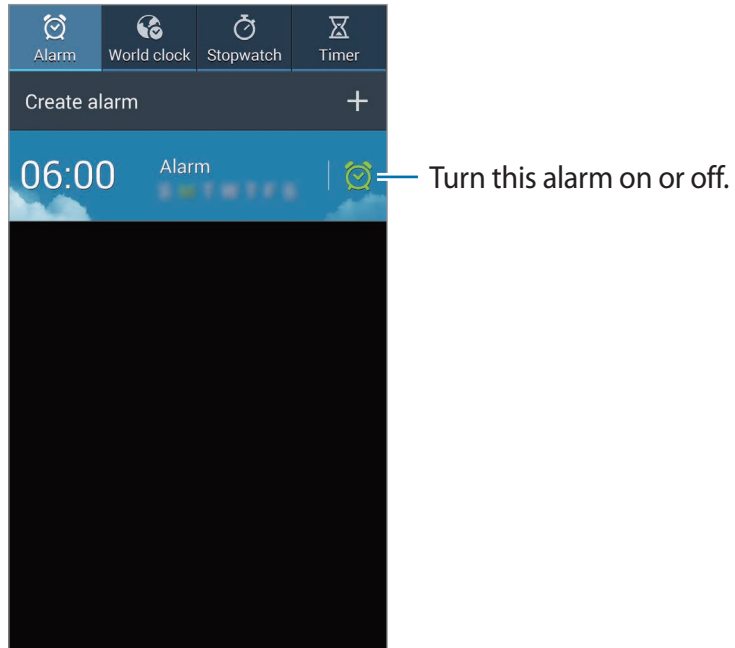 Alarm World clock Stopwatch Timer
Create alarm
06:00 Alarm
Turn this alarm on or off.